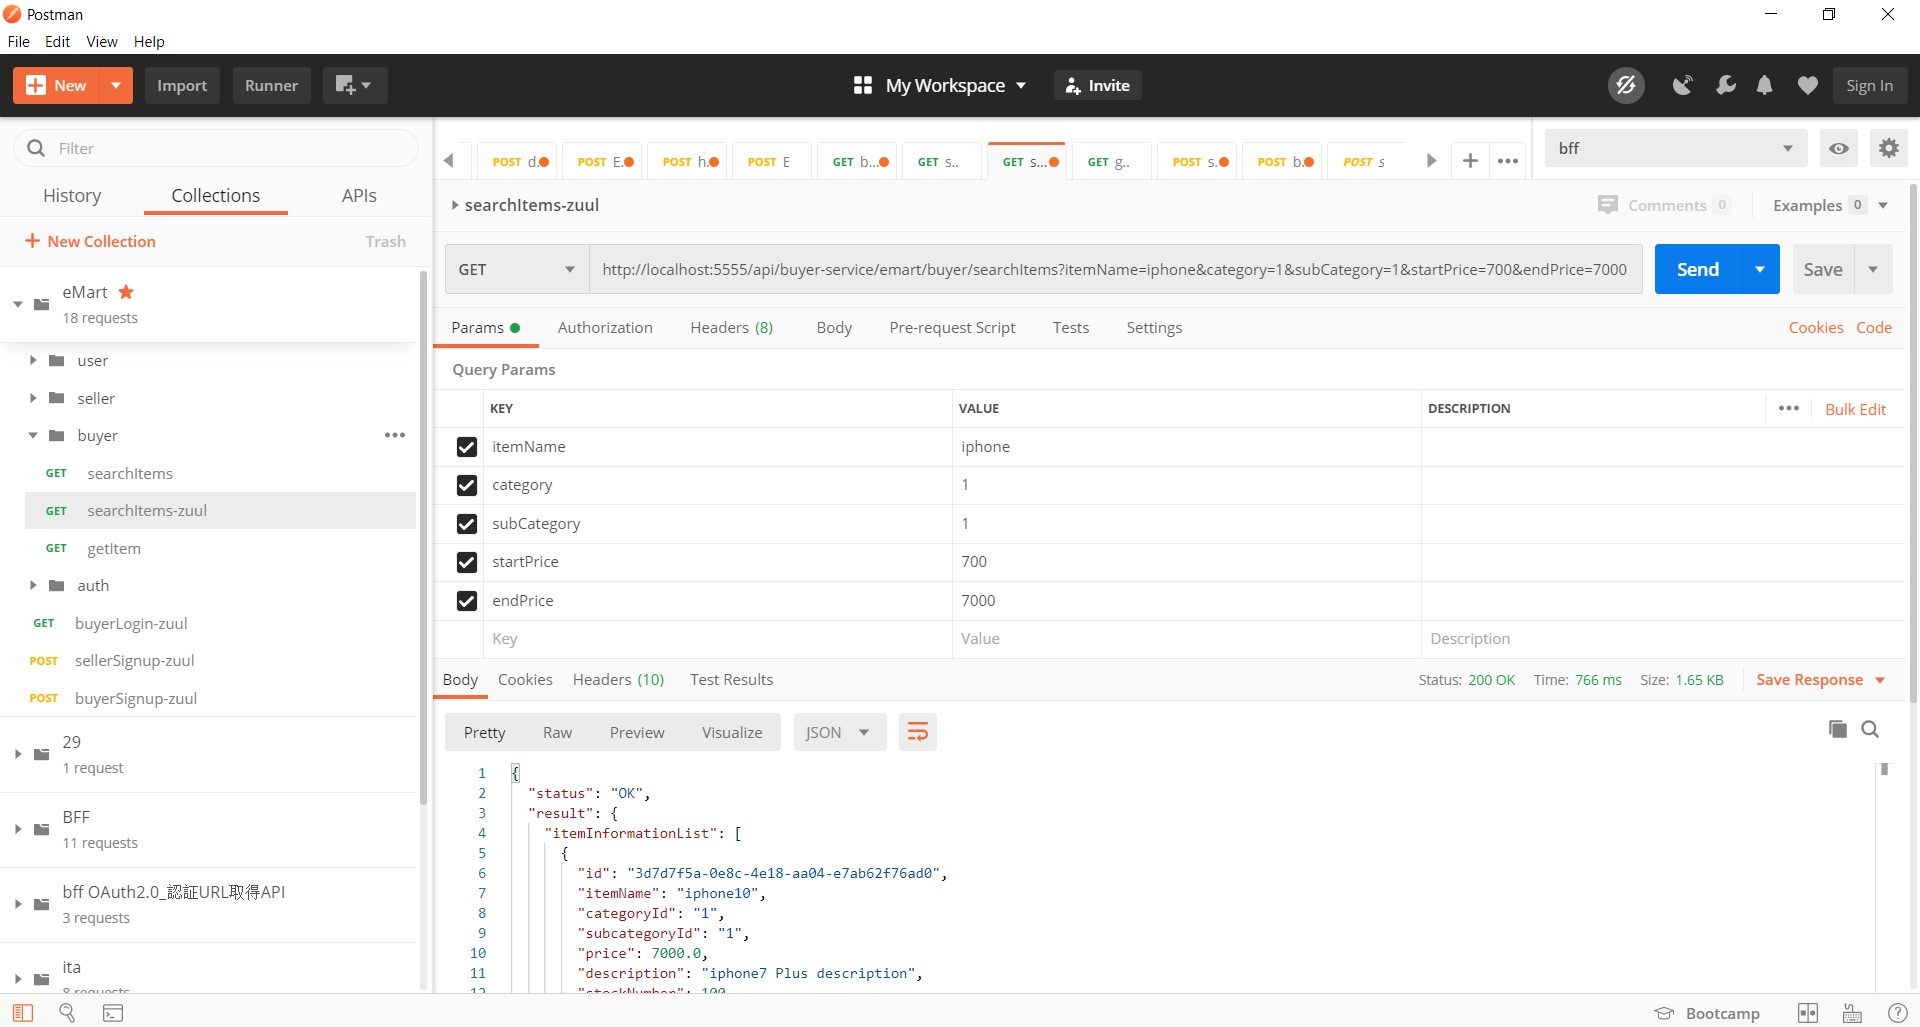 Postman
File Edit View Help
New Import Runner My Workspace Invite Sign In
Filter
History Collections APIs
New Collection Trash
eMart
18 requests
user
seller
buyer
GET searchItems
GET searchItems-zuul
GET getItem
auth
GET buyerLogin-zuul
POST sellerSignup-zuul
POST buyerSignup-zuul
29
1 request
BFF
11 requests
bff OAuth2.0_認証URL取得API
3 requests
ita
8 requests
POST d. POST E. POST h. POST E GET b... GET s.. GET s... GET g.. POST s. POST b. POST s
bff
searchItems-zuul
Comments 0 Examples 0
GET http://localhost:5555/api/buyer-service/emart/buyer/searchItems?itemName=iphone&category=1&subCategory=1&startPrice=700&endPrice=7000 Send Save
Params Authorization Headers (8) Body Pre-request Script Tests Settings Cookies Code
Query Params
KEY VALUE DESCRIPTION Bulk Edit
itemName iphone
category 1
subCategory 1
startPrice 700
endPrice 7000
Key Value Description
Body Cookies Headers (10) Test Results Status: 200 OK Time: 766 ms Size: 1.65 KB Save Response
Pretty Raw Preview Visualize JSON
1 {
2 "status": "OK",
3 "result": {
4 "itemInformationList": [
5 {
6 "id": "3d7d7f5a-0e8c-4e18-aa04-e7ab62f76ad0",
7 "itemName": "iphone10",
8 "categoryId": "1",
9 "subcategoryId": "1",
10 "price": 7000.0,
11 "description": "iphone7 Plus description",
12 "stockNumber": 100
Bootcamp